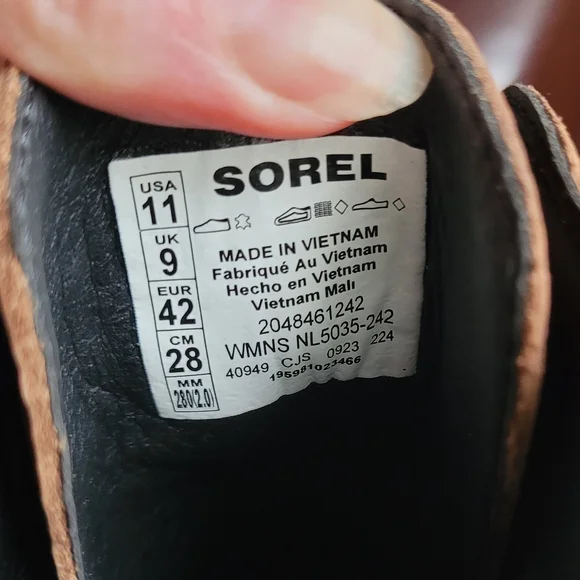 SOREL
USA
11
UK
9
EUR
42
CM
28
MM
280(2.0)
MADE IN VIETNAM
Fabriqué Au Vietnam
Hecho en Vietnam
Vietnam Malı
2048461242
WMNS NL5035-242
40949 CJS 0923 224
195981023466